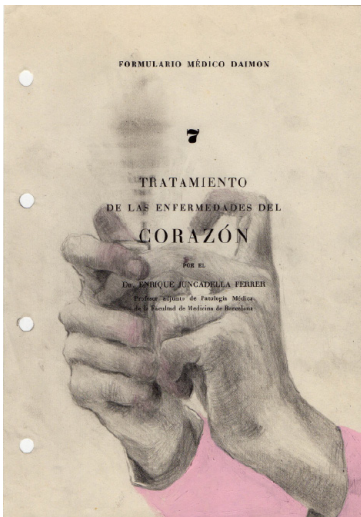 FORMULARIO MÉDICO DAIMON
7
TRATAMIENTO
DE LAS ENFERMEDADES DEL
CORAZÓN
POR EL
Dr. ENRIQUE JUNCADELLA FERRER
Profesor adjunto de Patología Médica
de la Facultad de Medicina de Barcelona